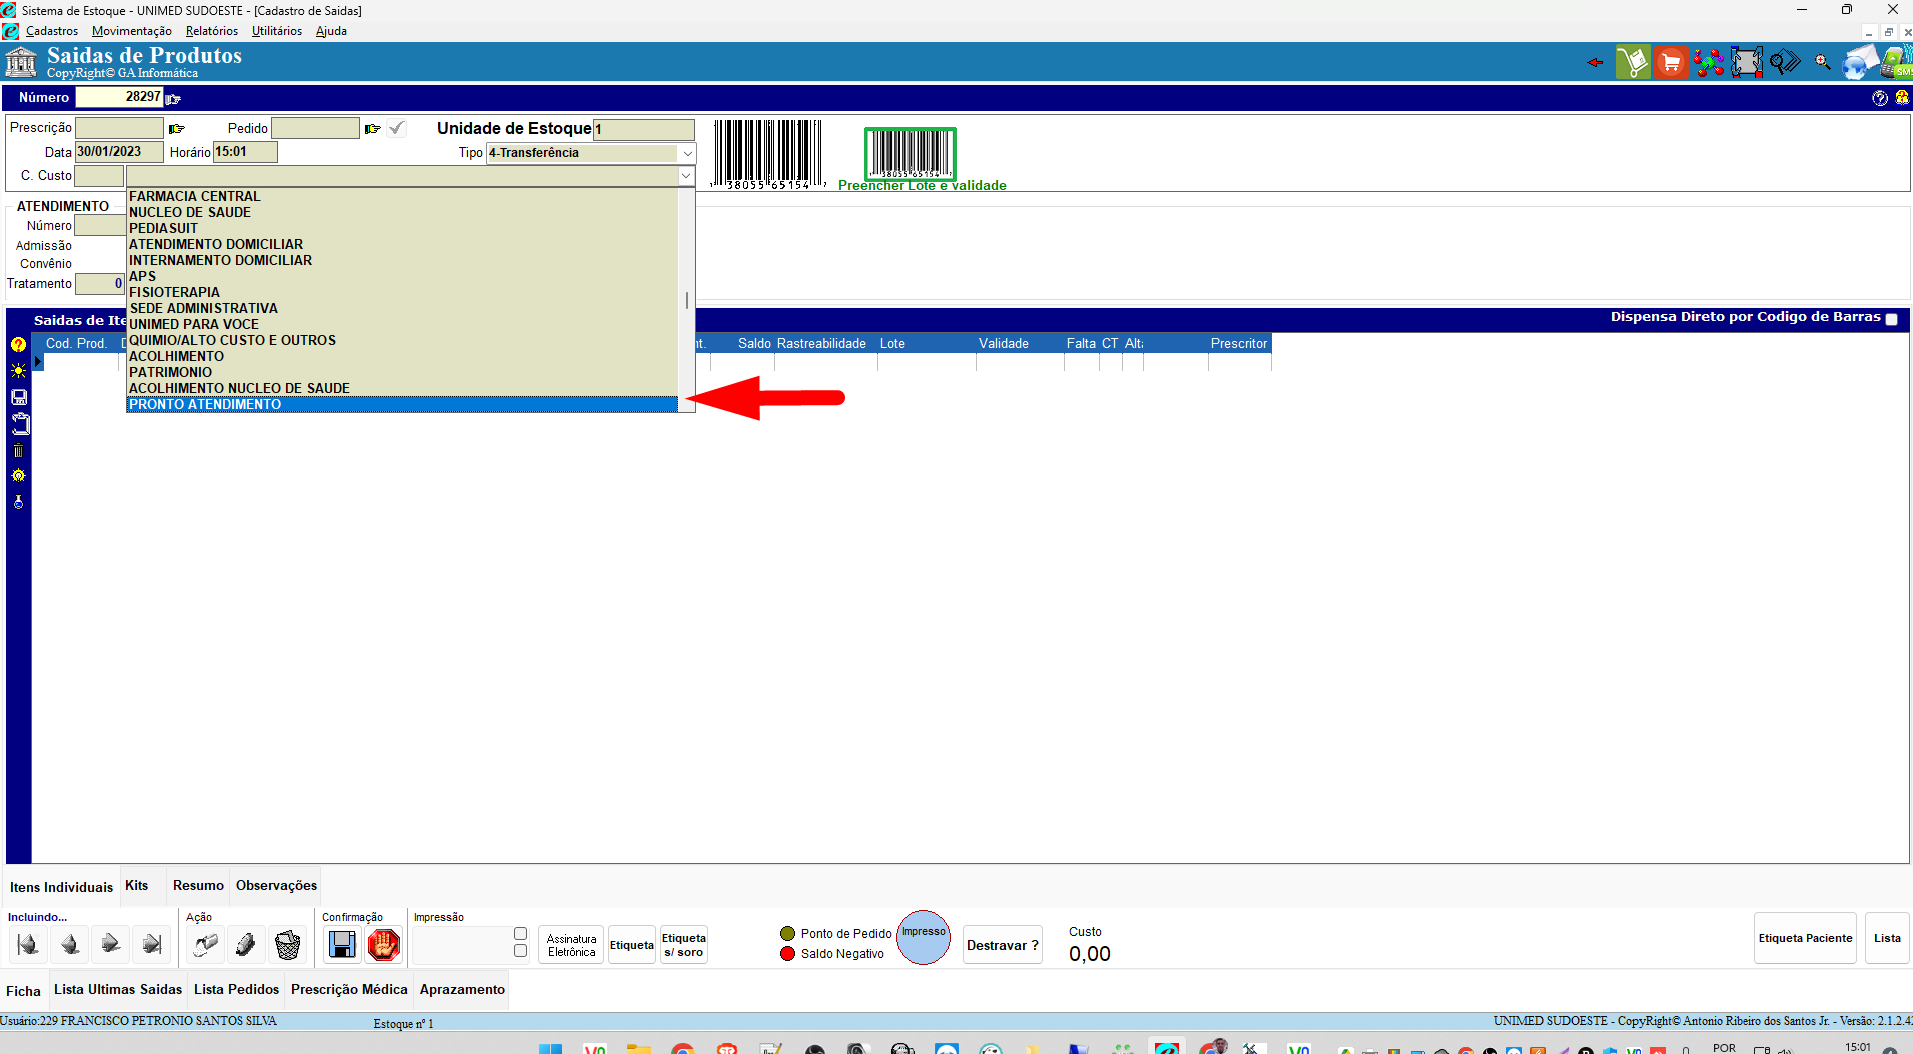 Sistema de Estoque - UNIMED SUDOESTE - [Cadastro de Saidas]
Cadastros Movimentação Relatórios Utilitários Ajuda
Saidas de Produtos
CopyRight© GA Informática
SMS
Número 28297
Prescrição Pedido Unidade de Estoque 1
Data 30/01/2023 Horário 15:01 Tipo 4-Transferência
C. Custo
38055 65154
38055 65154
Preencher Lote e validade
FARMACIA CENTRAL
NUCLEO DE SAUDE
PEDIASUIT
ATENDIMENTO DOMICILIAR
INTERNAMENTO DOMICILIAR
APS
FISIOTERAPIA
SEDE ADMINISTRATIVA
UNIMED PARA VOCE
QUIMIO/ALTO CUSTO E OUTROS
ACOLHIMENTO
PATRIMONIO
ACOLHIMENTO NUCLEO DE SAUDE
PRONTO ATENDIMENTO
ATENDIMENTO
Número
Admissão
Convênio
Tratamento 0
Saidas de Ite Dispensa Direto por Codigo de Barras
Cod. Prod. D nt. Saldo Rastreabilidade Lote Validade Falta CT Alt Prescritor
Itens Individuais Kits Resumo Observações
Incluindo... Ação Confirmação Impressão
Assinatura Eletrônica Etiqueta Etiqueta s/ soro
Ponto de Pedido
Saldo Negativo
Impresso
Destravar ?
Custo
0,00
Etiqueta Paciente Lista
Ficha Lista Ultimas Saidas Lista Pedidos Prescrição Médica Aprazamento
Usuário:229 FRANCISCO PETRONIO SANTOS SILVA Estoque nº 1 UNIMED SUDOESTE - CopyRight© Antonio Ribeiro dos Santos Jr. - Versão: 2.1.2.42
POR 15:01